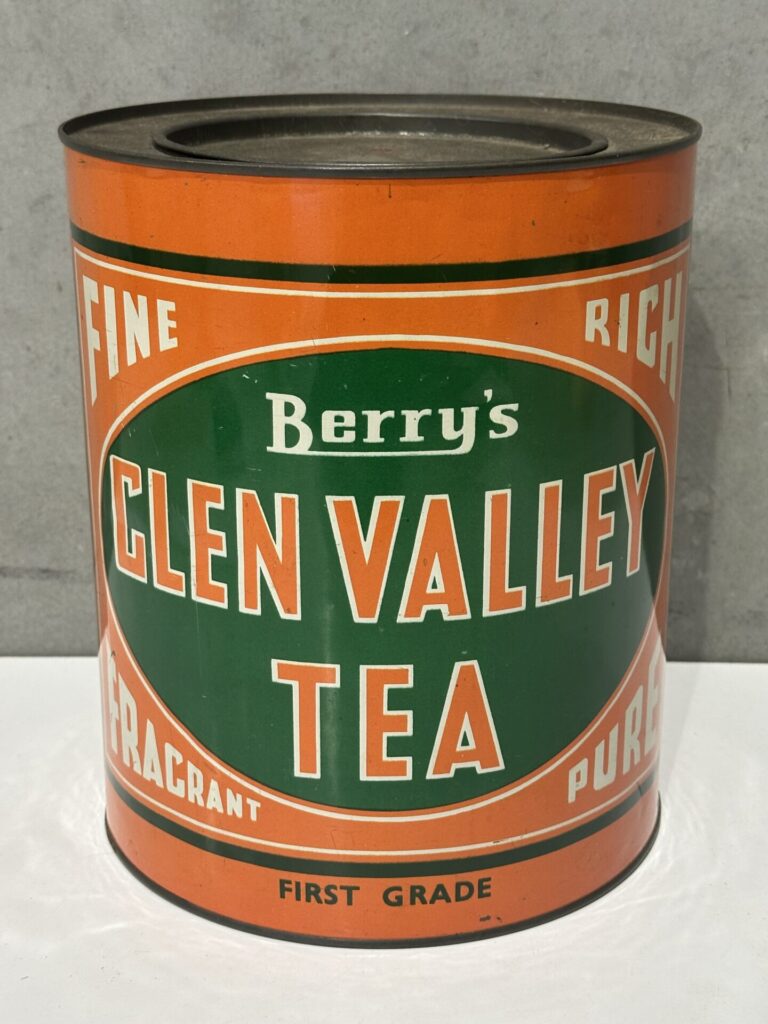 FINE
RICH
Berry's
GLEN VALLEY
TEA
FRAGRANT
PURE
FIRST GRADE